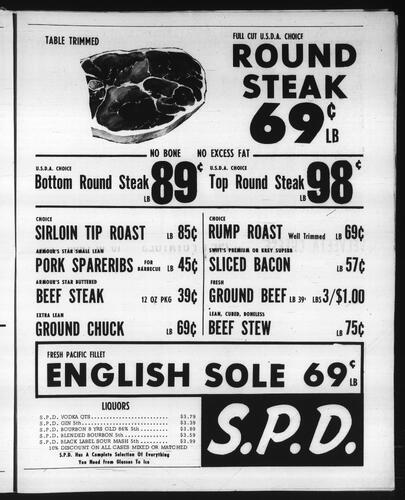 TABLE TRIMMED
FULL CUT U.S.D.A. CHOICE
ROUND
STEAK
69¢ LB
NO BONE NO EXCESS FAT
U.S.D.A. CHOICE
Bottom Round Steak LB 89¢
U.S.D.A. CHOICE
Top Round Steak LB 98¢
CHOICE
SIRLOIN TIP ROAST LB 65¢
ARMOUR'S STAR SMALL LEAN
PORK SPARERIBS FOR BARBECUE LB 45¢
ARMOUR'S STAR BUTTERED
BEEF STEAK 12 OZ PKG 39¢
EXTRA LEAN
GROUND CHUCK LB 69¢
CHOICE
RUMP ROAST Well Trimmed LB 69¢
SWIFT'S PREMIUM OR KREY SUPERB
SLICED BACON LB 57¢
FRESH
GROUND BEEF LB 39¢ LBS 3/$1.00
LEAN, CUBED, BONELESS
BEEF STEW LB 75¢
FRESH PACIFIC FILLET
ENGLISH SOLE 69¢ LB
LIQUORS
S.P.D. VODKA QTS. $3.79
S.P.D. GIN 5th $3.39
S.P.D. BOURBON 8 YRS OLD 86% 5th $3.89
S.P.D. BLENDED BOURBON 5th $3.59
S.P.D. BLACK LABEL SOUR MASH 5th $3.99
10% DISCOUNT ON ALL CASES MIXED OR MATCHED
S.P.D. Has A Complete Selection Of Everything
You Need From Glasses To Ice
S.P.D.